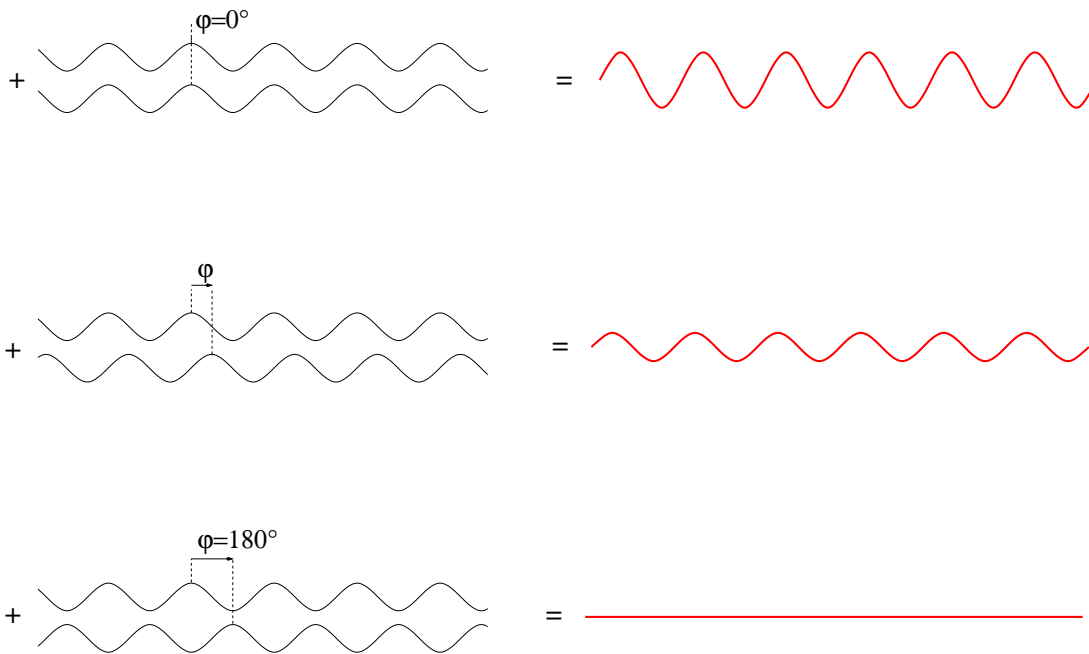 φ=0°
+ =
φ
+ =
φ=180°
+ =